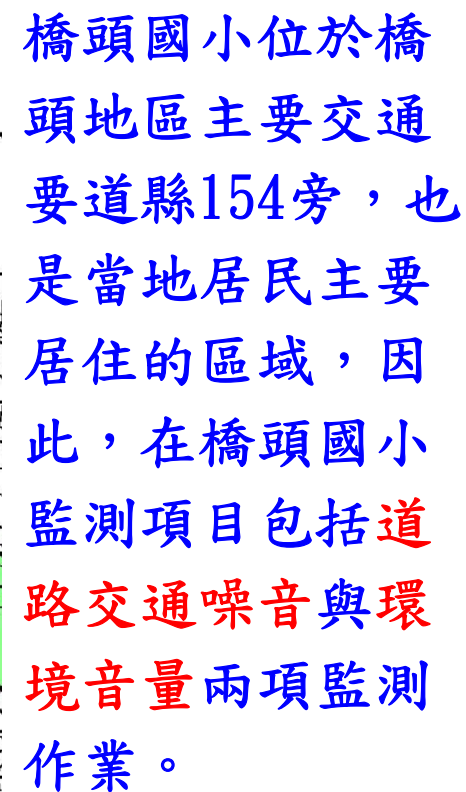 橋頭國小位於橋
頭地區主要交通
要道縣154旁，也
是當地居民主要
居住的區域，因
此，在橋頭國小
監測項目包括道
路交通噪音與環
境音量兩項監測
作業。